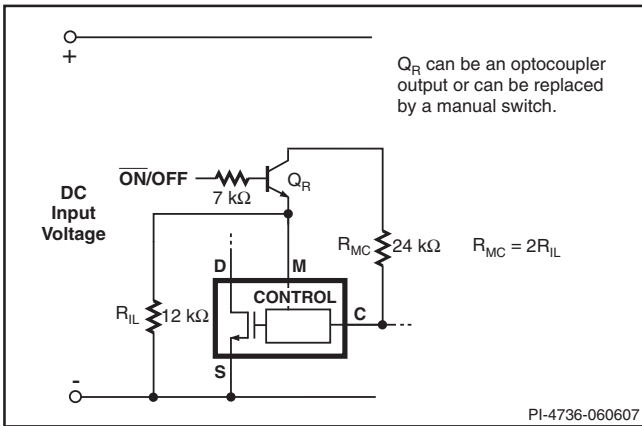 +
Q_R can be an optocoupler
output or can be replaced
by a manual switch.
O̅N̅/OFF
7 kΩ
Q_R
DC
Input
Voltage
R_MC
24 kΩ
R_MC = 2R_IL
D
M
CONTROL
C
R_IL
12 kΩ
S
-
PI-4736-060607